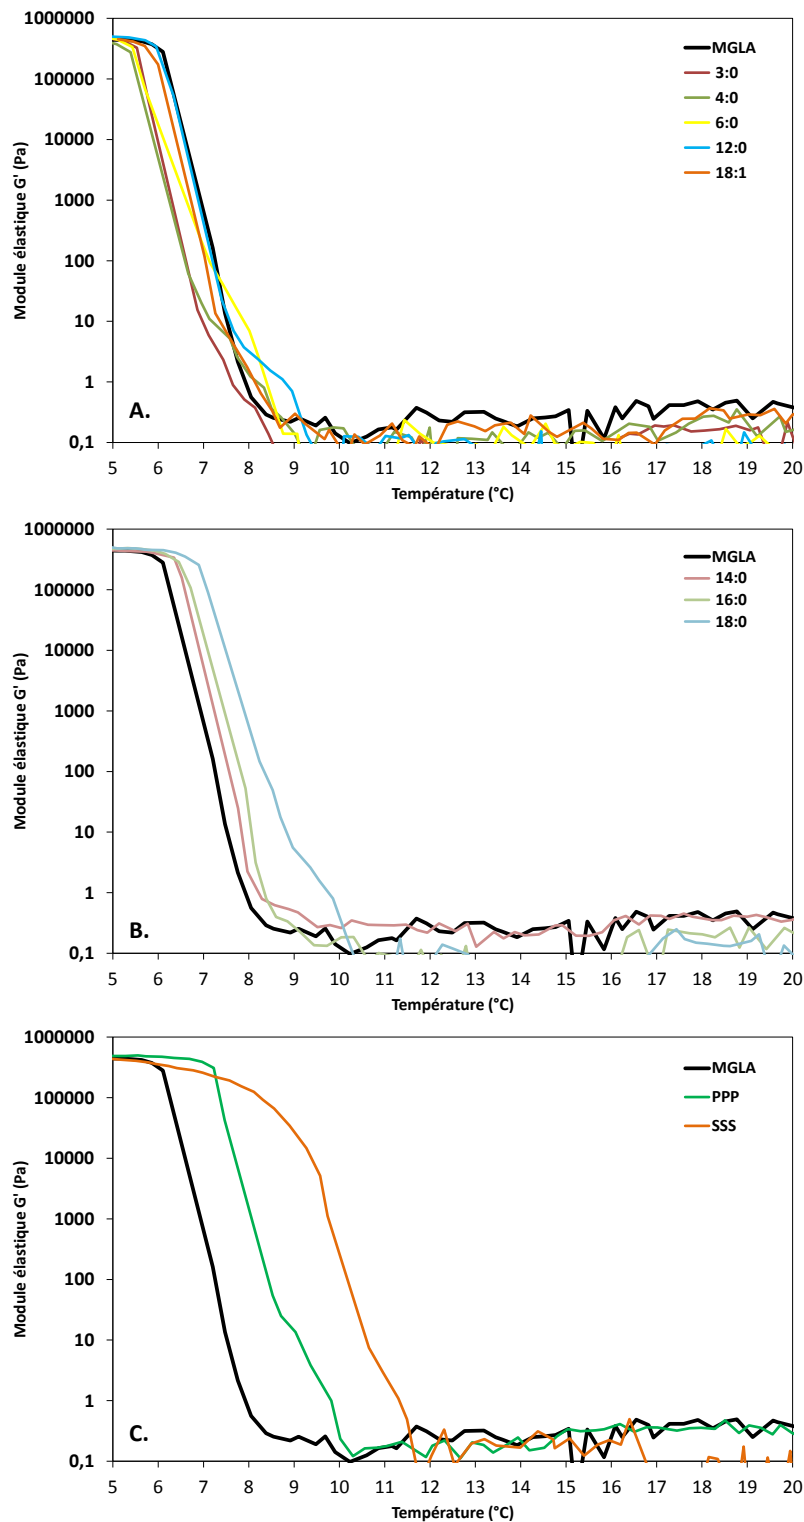 Module élastique G' (Pa)
1000000
100000
10000
1000
100
10
1
0,1
MGLA
3:0
4:0
6:0
12:0
18:1
A.
5 6 7 8 9 10 11 12 13 14 15 16 17 18 19 20
Température (°C)
Module élastique G' (Pa)
1000000
100000
10000
1000
100
10
1
0,1
MGLA
14:0
16:0
18:0
B.
5 6 7 8 9 10 11 12 13 14 15 16 17 18 19 20
Température (°C)
Module élastique G' (Pa)
1000000
100000
10000
1000
100
10
1
0,1
MGLA
PPP
SSS
C.
5 6 7 8 9 10 11 12 13 14 15 16 17 18 19 20
Température (°C)